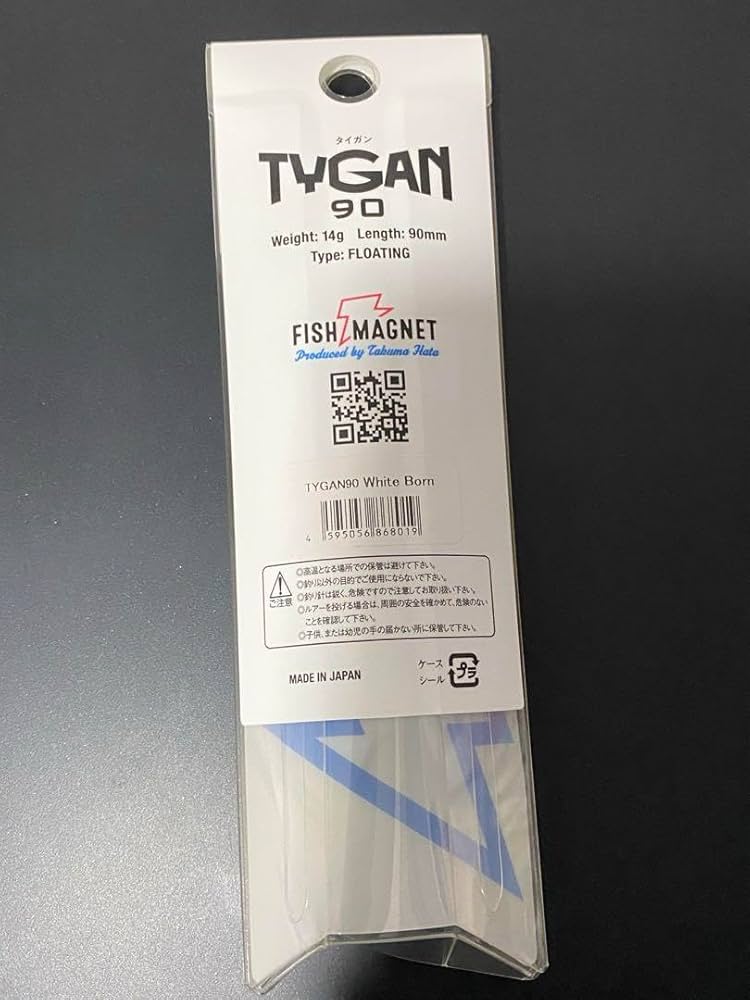 タイガン
TYGAN
90
Weight: 14g Length: 90mm
Type: FLOATING
FISH MAGNET
Produced by Takuma Hata
TYGAN90 White Born
4 595056 868019
ご注意
◎高温となる場所での保管は避けて下さい。
◎釣り以外の目的でご使用にならないで下さい。
◎釣り針は鋭く、危険ですので注意してお取り扱い下さい。
◎ルアーを投げる場合は、周囲の安全を確かめて、危険のない
ことを確認して下さい。
◎子供、または幼児の手の届かない所に保管して下さい。
MADE IN JAPAN
ケース
シール
プラ